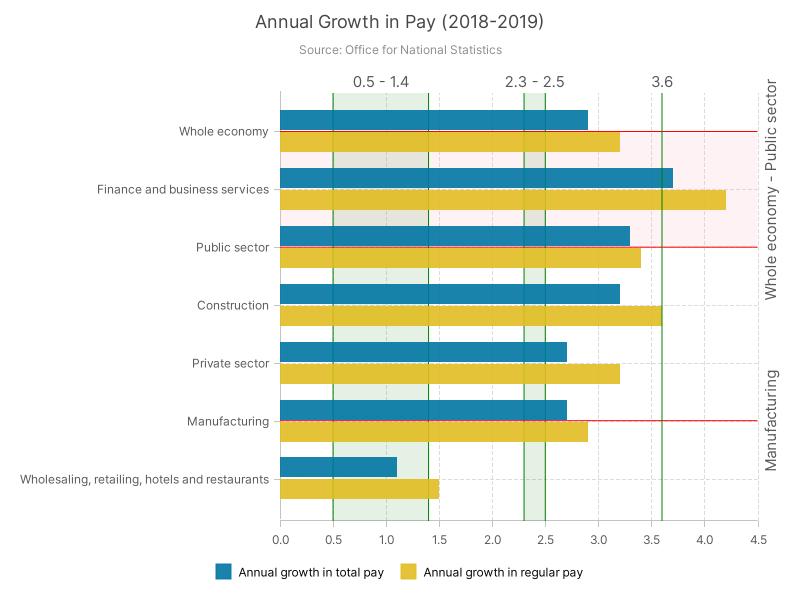 Annual Growth in Pay (2018-2019)
Source: Office for National Statistics
0.5 - 1.4
2.3 - 2.5
3.6
Whole economy
Finance and business services
Public sector
Construction
Private sector
Manufacturing
Wholesaling, retailing, hotels and restaurants
Whole economy - Public sector
Manufacturing
0.0 0.5 1.0 1.5 2.0 2.5 3.0 3.5 4.0 4.5
Annual growth in total pay
Annual growth in regular pay